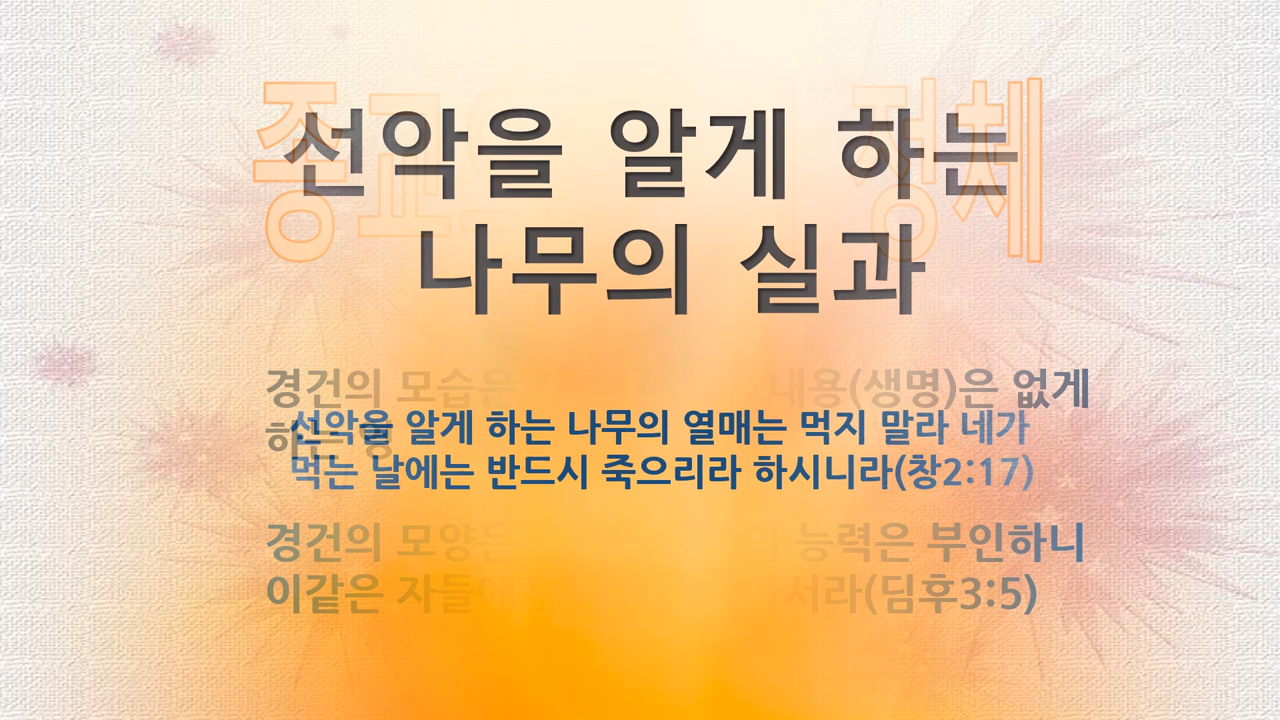 종교 정체
선악을 알게 하는
나무의 실과
경건의 모습은 내용(생명)은 없게
선악을 알게 하는 나무의 열매는 먹지 말라 네가
먹는 날에는 반드시 죽으리라 하시니라(창2:17)
경건의 모양은 능력은 부인하니
이같은 자들에 서라(딤후3:5)